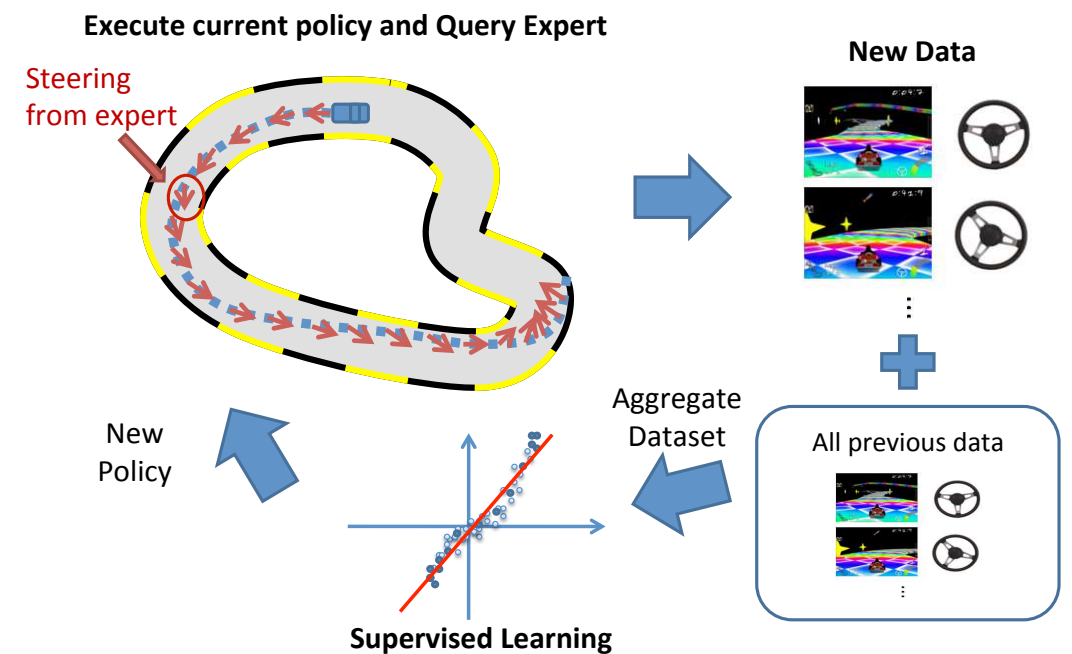 Execute current policy and Query Expert
Steering
from expert
New Data
All previous data
Aggregate
Dataset
Supervised Learning
New
Policy